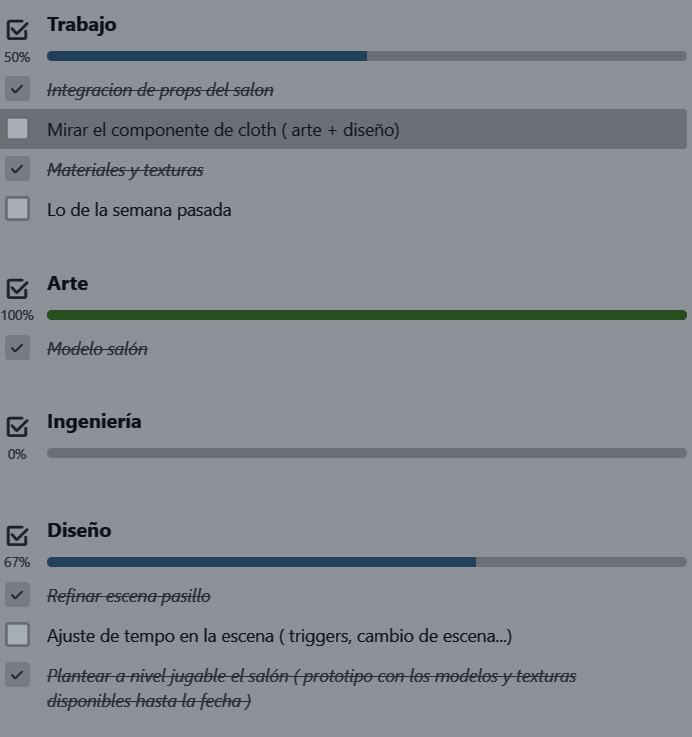 Trabajo
50%
Integracion de props del salon
Mirar el componente de cloth ( arte + diseño)
Materiales y texturas
Lo de la semana pasada
Arte
100%
Modelo salón
Ingeniería
0%
Diseño
67%
Refinar escena pasillo
Ajuste de tempo en la escena ( triggers, cambio de escena...)
Plantear a nivel jugable el salón ( prototipo con los modelos y texturas
disponibles hasta la fecha )